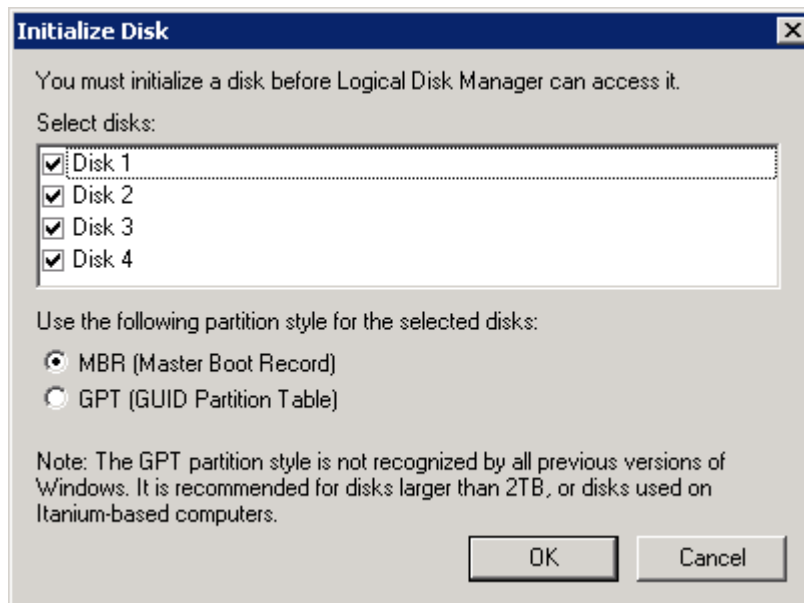 Initialize Disk
You must initialize a disk before Logical Disk Manager can access it.
Select disks:
Disk 1
Disk 2
Disk 3
Disk 4
Use the following partition style for the selected disks:
MBR (Master Boot Record)
GPT (GUID Partition Table)
Note: The GPT partition style is not recognized by all previous versions of
Windows. It is recommended for disks larger than 2TB, or disks used on
Itanium-based computers.
OK Cancel